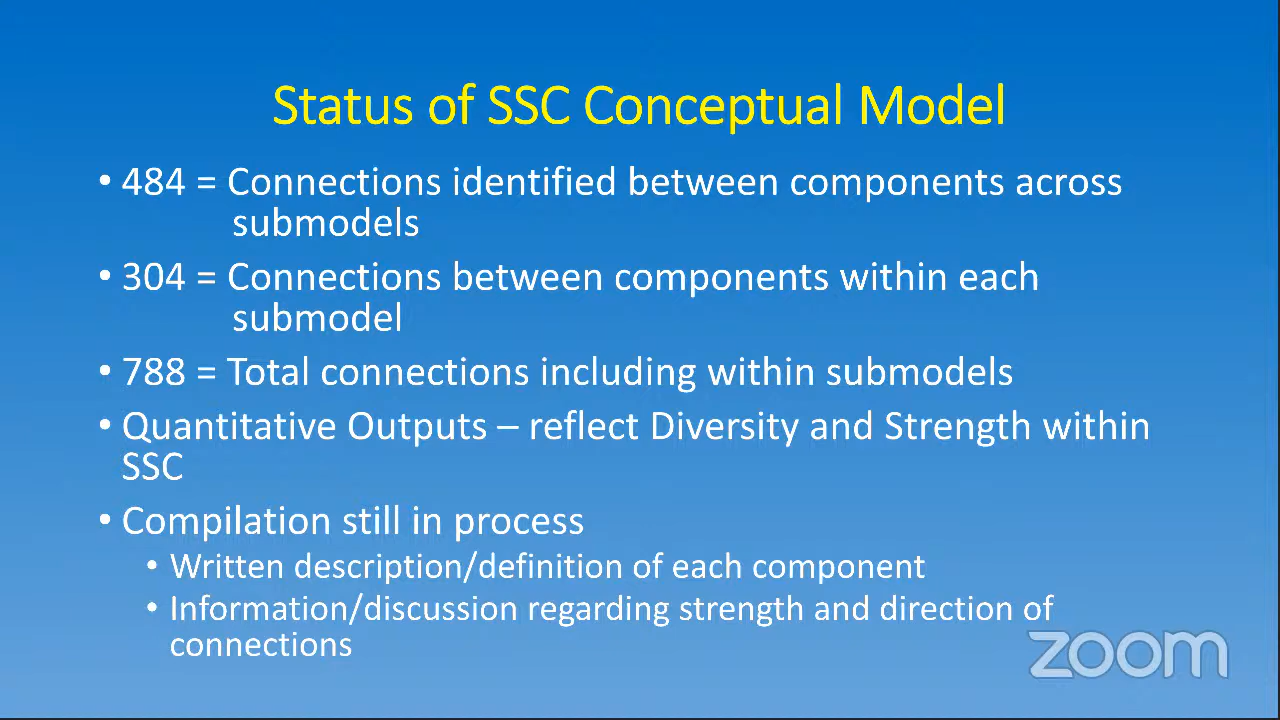 Status of SSC Conceptual Model
• 484 = Connections identified between components across
submodels
• 304 = Connections between components within each
submodel
• 788 = Total connections including within submodels
• Quantitative Outputs – reflect Diversity and Strength within
SSC
• Compilation still in process
• Written description/definition of each component
• Information/discussion regarding strength and direction of
connections
zoom